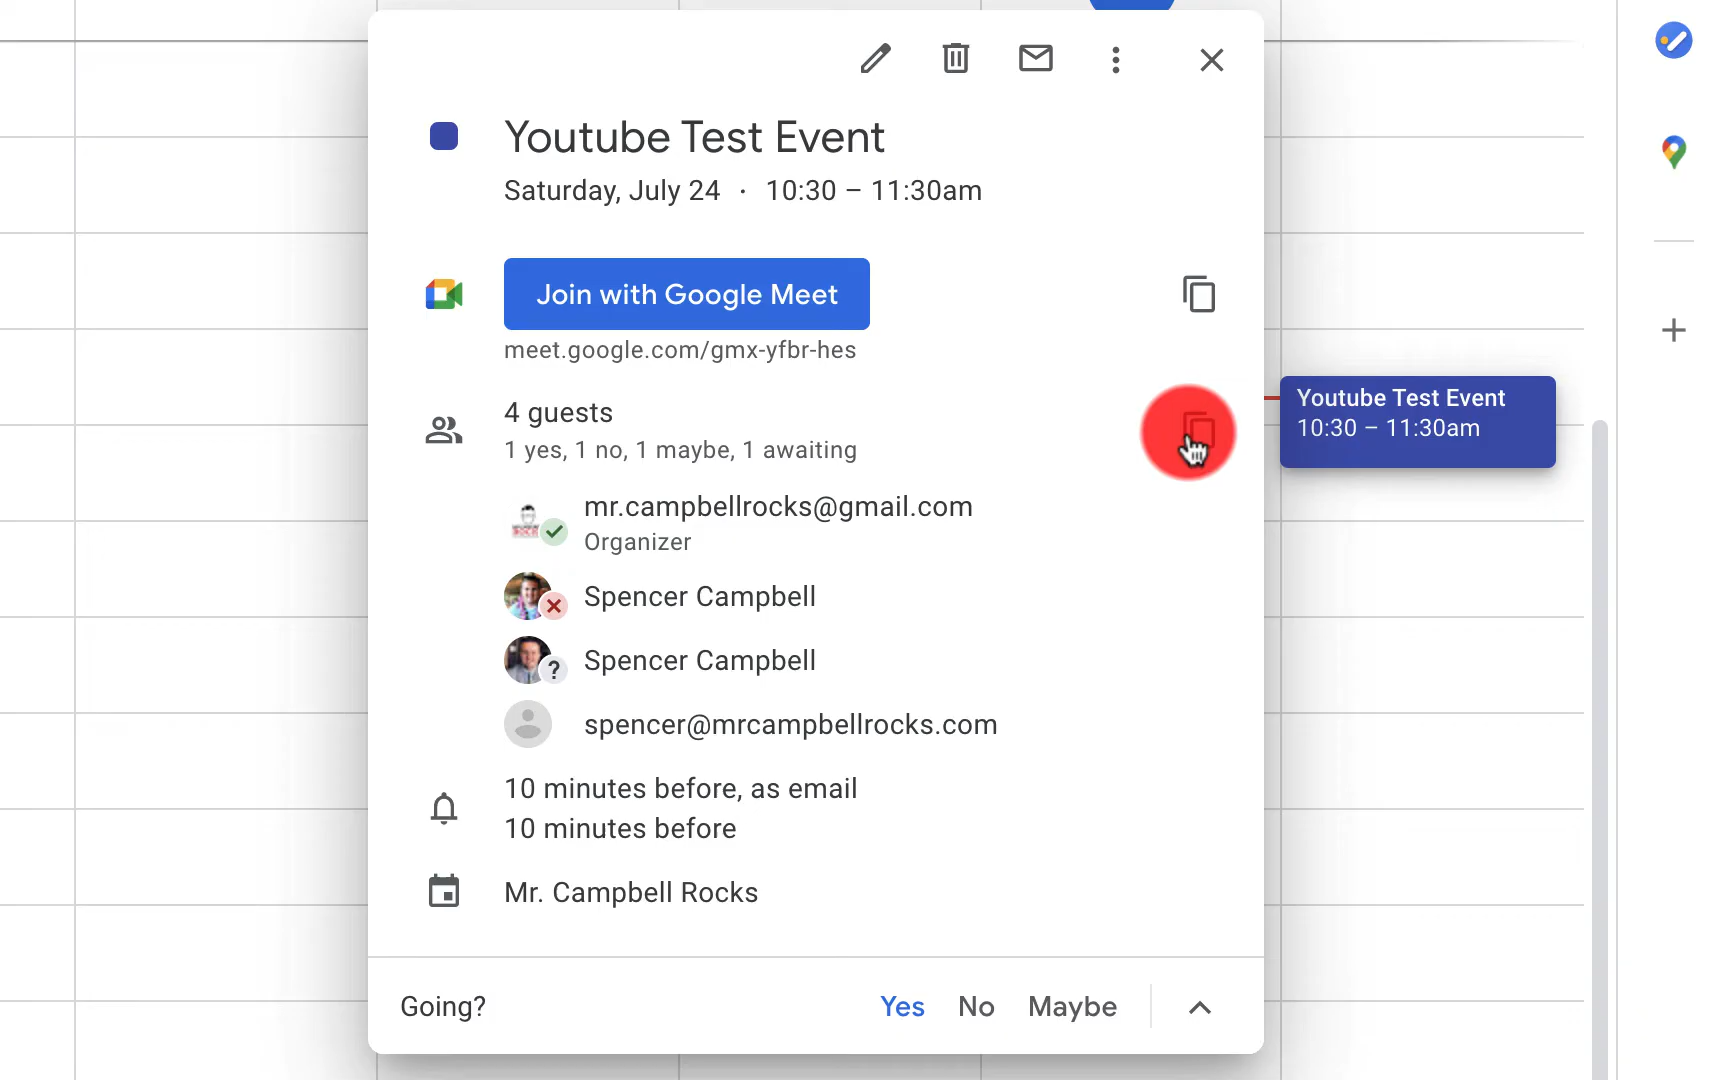 Youtube Test Event
Saturday, July 24 · 10:30 – 11:30am
Join with Google Meet
meet.google.com/gmx-yfbr-hes
4 guests
1 yes, 1 no, 1 maybe, 1 awaiting
mr.campbellrocks@gmail.com
Organizer
Spencer Campbell
Spencer Campbell
spencer@mrcampbellrocks.com
10 minutes before, as email
10 minutes before
Mr. Campbell Rocks
Going?
Yes No Maybe
Youtube Test Event
10:30 – 11:30am